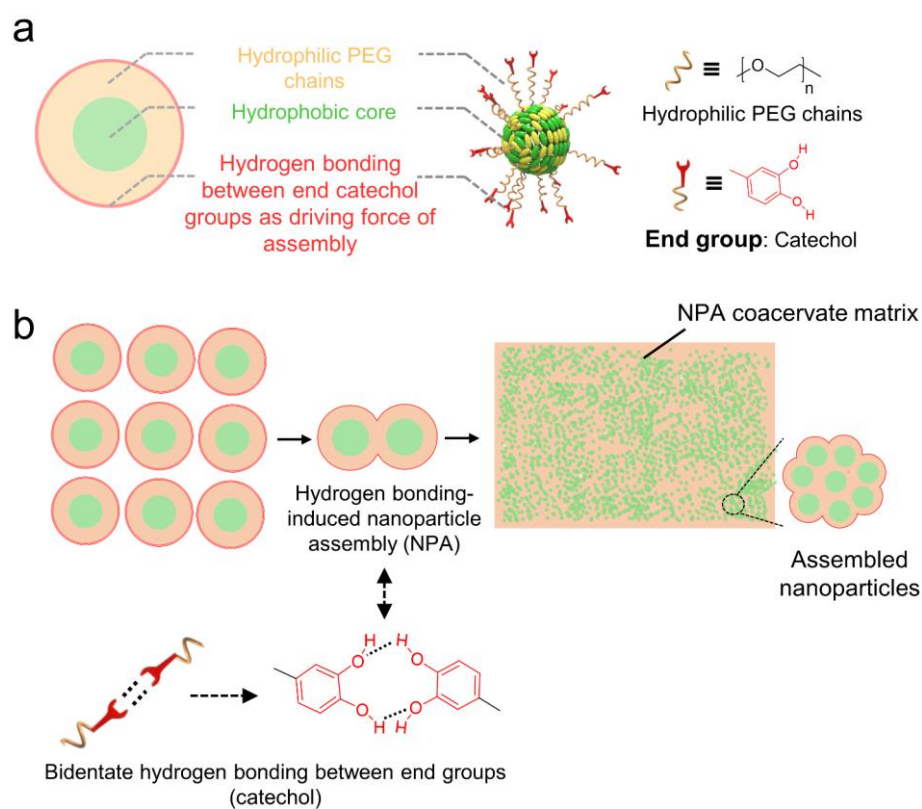 a
Hydrophilic PEG
chains
Hydrophobic core
Hydrogen bonding
between end catechol
groups as driving force of
assembly
≡
O
n
Hydrophilic PEG chains
≡
H
O
O
H
End group: Catechol
b
NPA coacervate matrix
Hydrogen bonding-
induced nanoparticle
assembly (NPA)
Assembled
nanoparticles
H H
O O
O O
H H
Bidentate hydrogen bonding between end groups
(catechol)